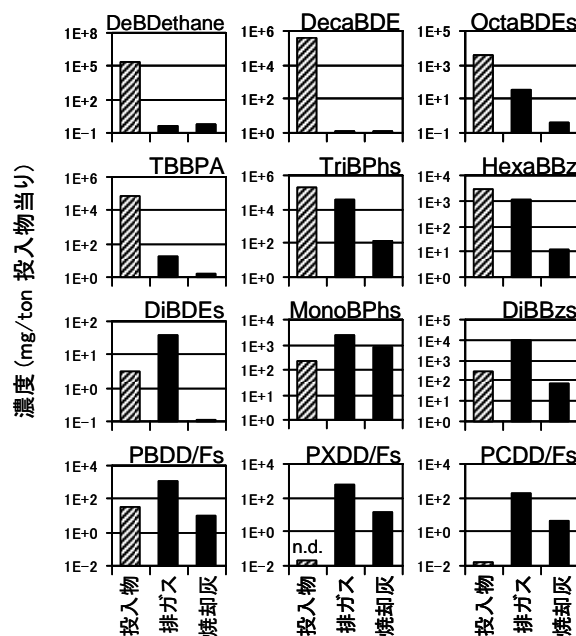 DeBDethane
DecaBDE
OctaBDEs
1E+8
1E+5
1E+2
1E-1
1E+6
1E+4
1E+2
1E+0
1E+5
1E+3
1E+1
1E-1
TBBPA
TriBPhs
HexaBBz
1E+6
1E+4
1E+2
1E+0
1E+6
1E+4
1E+2
1E+0
1E+4
1E+3
1E+2
1E+1
1E+0
濃度 (mg/ton 投入物当り)
DiBDEs
MonoBPhs
DiBBzs
1E+2
1E+1
1E+0
1E-1
1E+4
1E+3
1E+2
1E+1
1E+0
1E+5
1E+4
1E+3
1E+2
1E+1
1E+0
PBDD/Fs
PXDD/Fs
PCDD/Fs
1E+4
1E+2
1E+0
1E-2
1E+4
1E+2
1E+0
1E-2
n.d.
1E+4
1E+2
1E+0
1E-2
投入物
排ガス
焼却灰
投入物
排ガス
焼却灰
投入物
排ガス
焼却灰